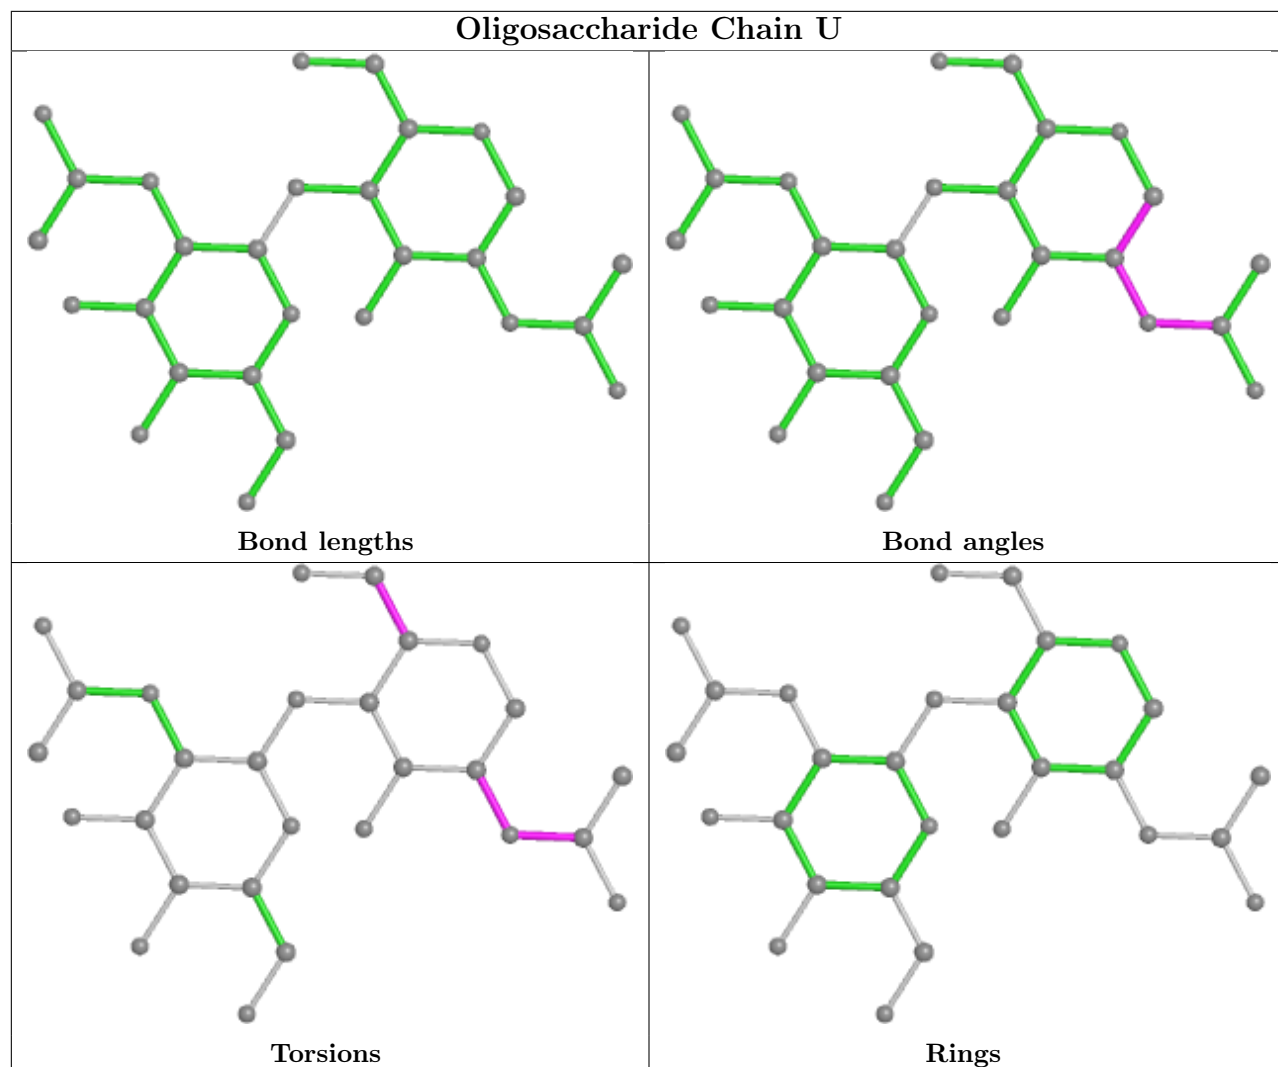 Oligosaccharide Chain U
Bond lengths
Bond angles
Torsions
Rings